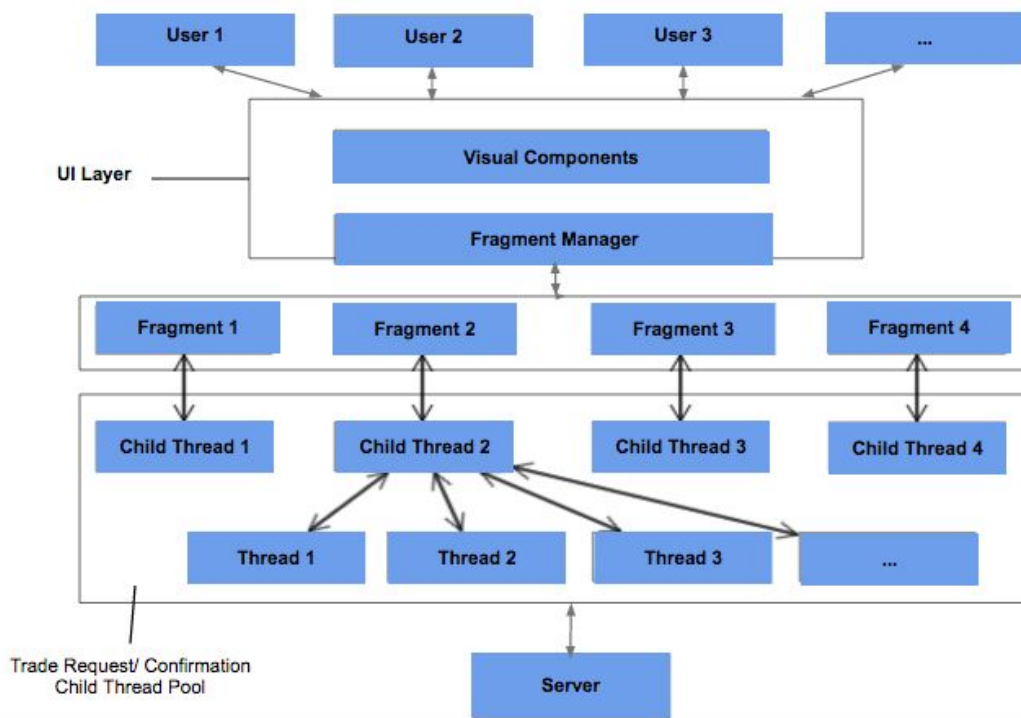 User 1
User 2
User 3
...
Visual Components
UI Layer
Fragment Manager
Fragment 1
Fragment 2
Fragment 3
Fragment 4
Child Thread 1
Child Thread 2
Child Thread 3
Child Thread 4
Thread 1
Thread 2
Thread 3
...
Trade Request/ Confirmation
Child Thread Pool
Server